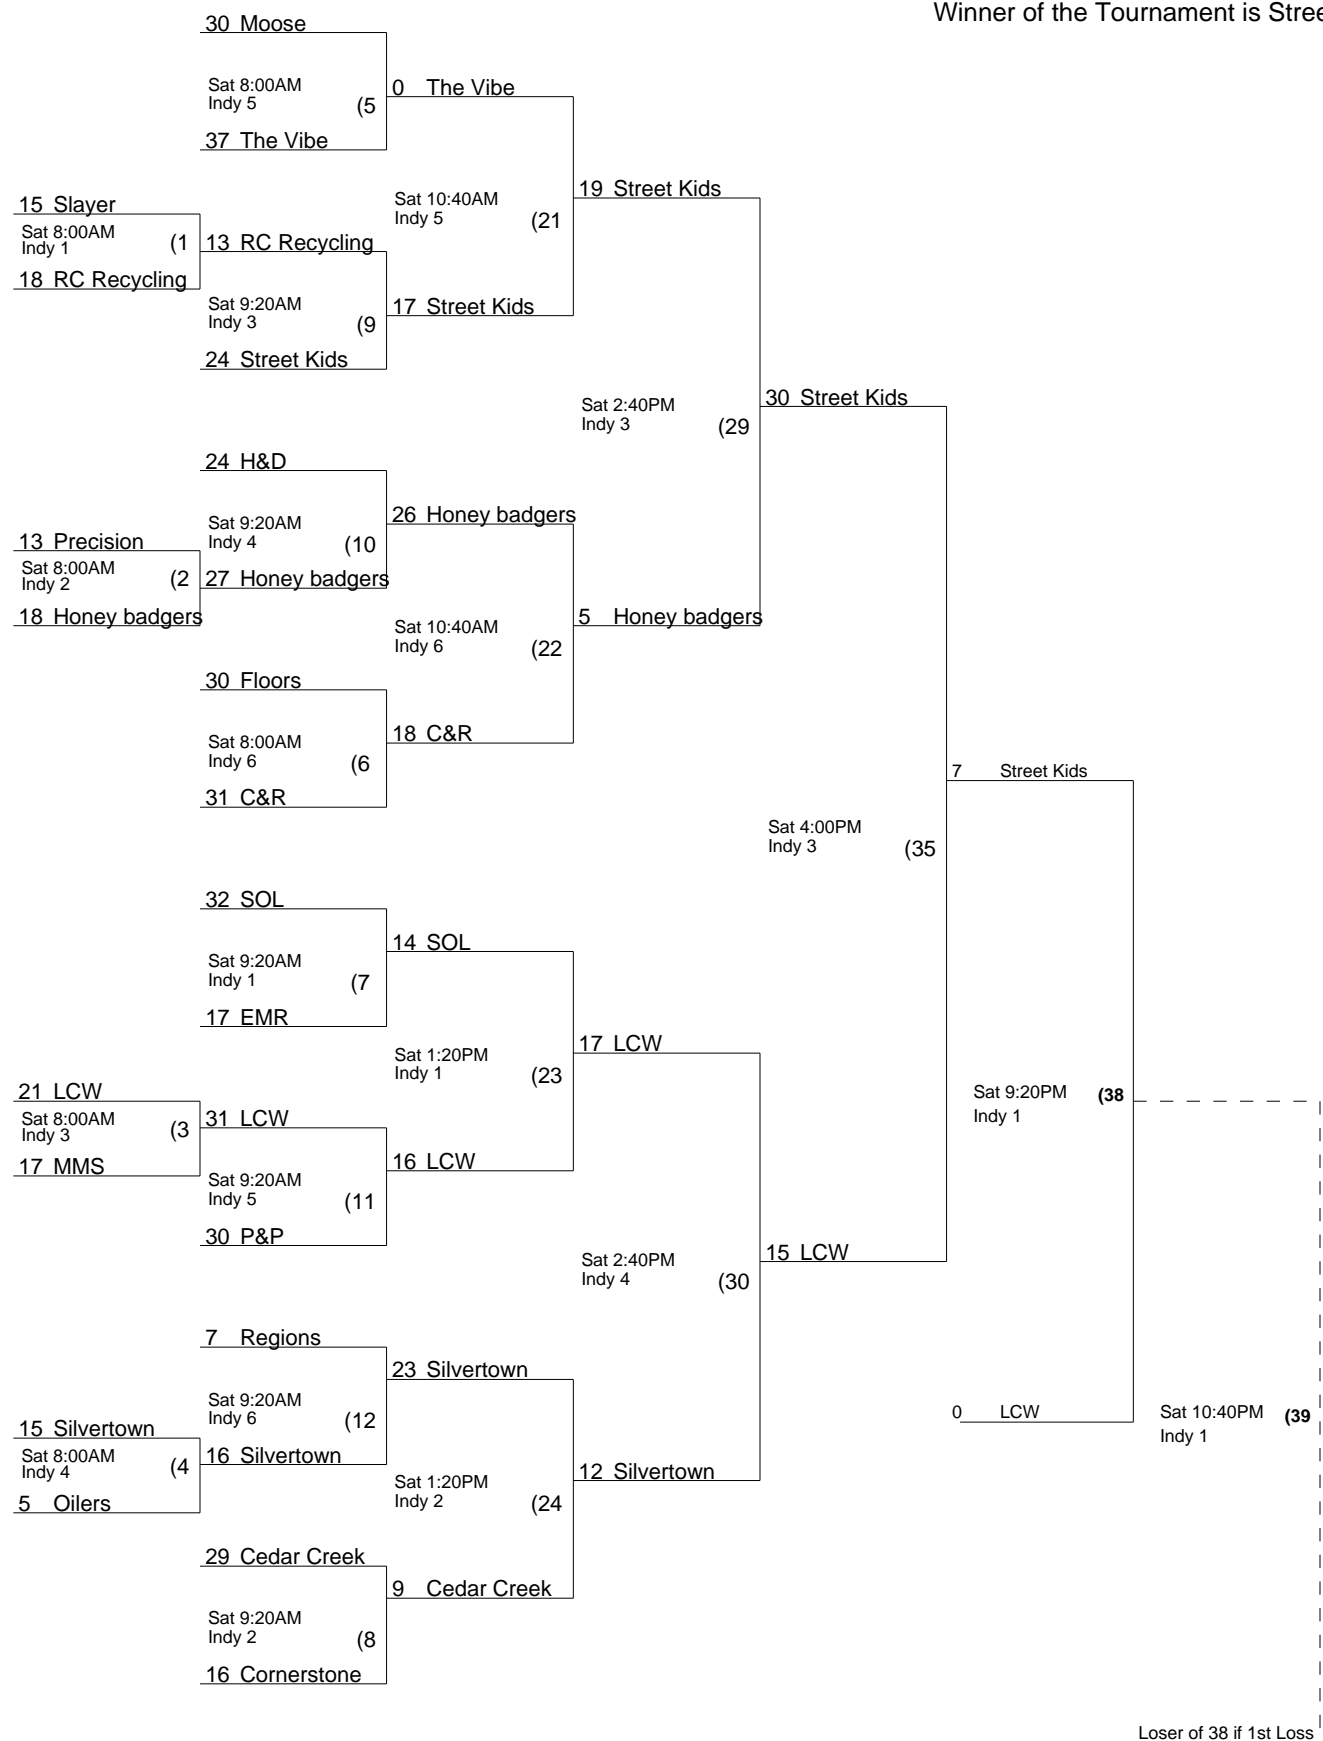 Winner of the Tournament is Stree
30 Moose
Sat 8:00AM
Indy 5
(5
0 The Vibe
37 The Vibe
15 Slayer
Sat 8:00AM
Indy 1
(1
13 RC Recycling
18 RC Recycling
Sat 9:20AM
Indy 3
(9
17 Street Kids
24 Street Kids
Sat 10:40AM
Indy 5
(21
19 Street Kids
Sat 2:40PM
Indy 3
(29
30 Street Kids
24 H&D
Sat 9:20AM
Indy 4
(10
26 Honey badgers
13 Precision
Sat 8:00AM
Indy 2
(2
27 Honey badgers
18 Honey badgers
Sat 10:40AM
Indy 6
(22
5 Honey badgers
30 Floors
Sat 8:00AM
Indy 6
(6
18 C&R
31 C&R
7 Street Kids
Sat 4:00PM
Indy 3
(35
32 SOL
Sat 9:20AM
Indy 1
(7
14 SOL
17 EMR
Sat 1:20PM
Indy 1
(23
17 LCW
21 LCW
Sat 8:00AM
Indy 3
(3
31 LCW
17 MMS
Sat 9:20AM
Indy 5
(11
16 LCW
30 P&P
Sat 9:20PM
Indy 1
(38
Sat 2:40PM
Indy 4
(30
15 LCW
7 Regions
Sat 9:20AM
Indy 6
(12
23 Silvertown
15 Silvertown
Sat 8:00AM
Indy 4
(4
16 Silvertown
5 Oilers
Sat 1:20PM
Indy 2
(24
12 Silvertown
0 LCW
Sat 10:40PM
Indy 1
(39
29 Cedar Creek
Sat 9:20AM
Indy 2
(8
9 Cedar Creek
16 Cornerstone
Loser of 38 if 1st Loss